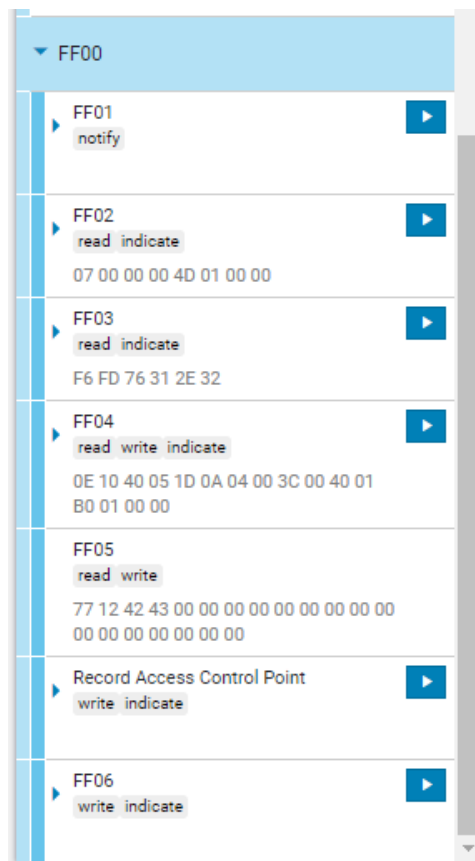 FF00
FF01
notify
FF02
read indicate
07 00 00 00 4D 01 00 00
FF03
read indicate
F6 FD 76 31 2E 32
FF04
read write indicate
0E 10 40 05 1D 0A 04 00 3C 00 40 01
B0 01 00 00
FF05
read write
77 12 42 43 00 00 00 00 00 00 00 00 00
00 00 00 00 00 00 00
Record Access Control Point
write indicate
FF06
write indicate